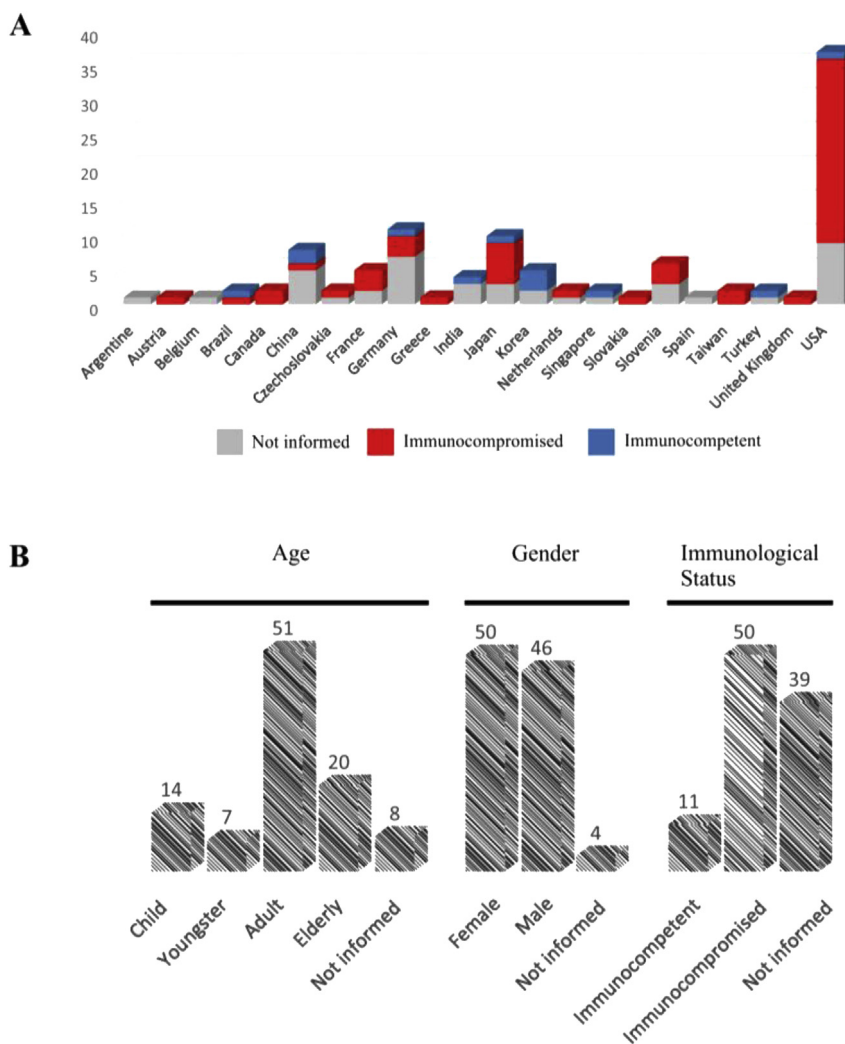 A
40
35
30
25
20
15
10
5
0
Argentine
Austria
Belgium
Brazil
Canada
China
Czechoslovakia
France
Germany
Greece
India
Japan
Korea
Netherlands
Singapore
Slovakia
Slovenia
Spain
Taiwan
Turkey
United Kingdom
USA
Not informed
Immunocompromised
Immunocompetent
B
Age
Gender
Immunological
Status
14
7
51
20
8
50
46
4
11
50
39
Child
Youngster
Adult
Elderly
Not informed
Female
Male
Not informed
Immunocompetent
Immunocompromised
Not informed